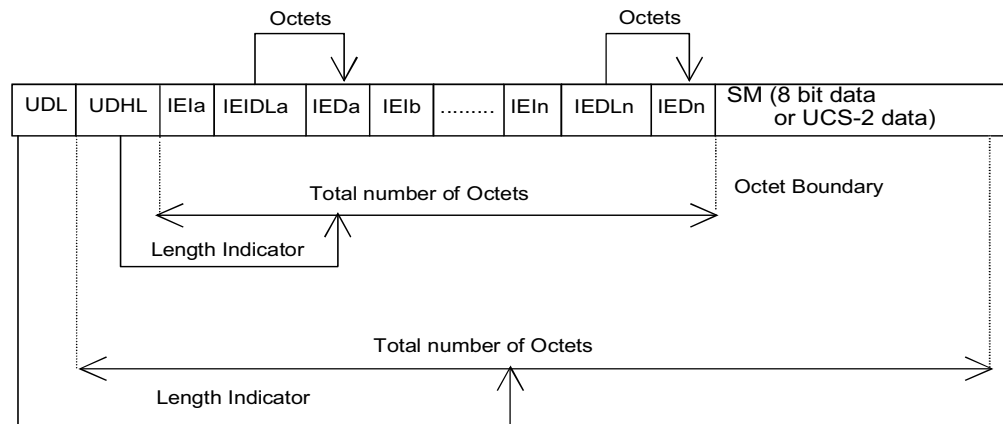 Octets Octets
UDL UDHL IEIa IEIDLa IEDa IEIb ......... IEIn IEDLn IEDn SM (8 bit data
or UCS-2 data)
Total number of Octets Octet Boundary
Length Indicator
Total number of Octets
Length Indicator